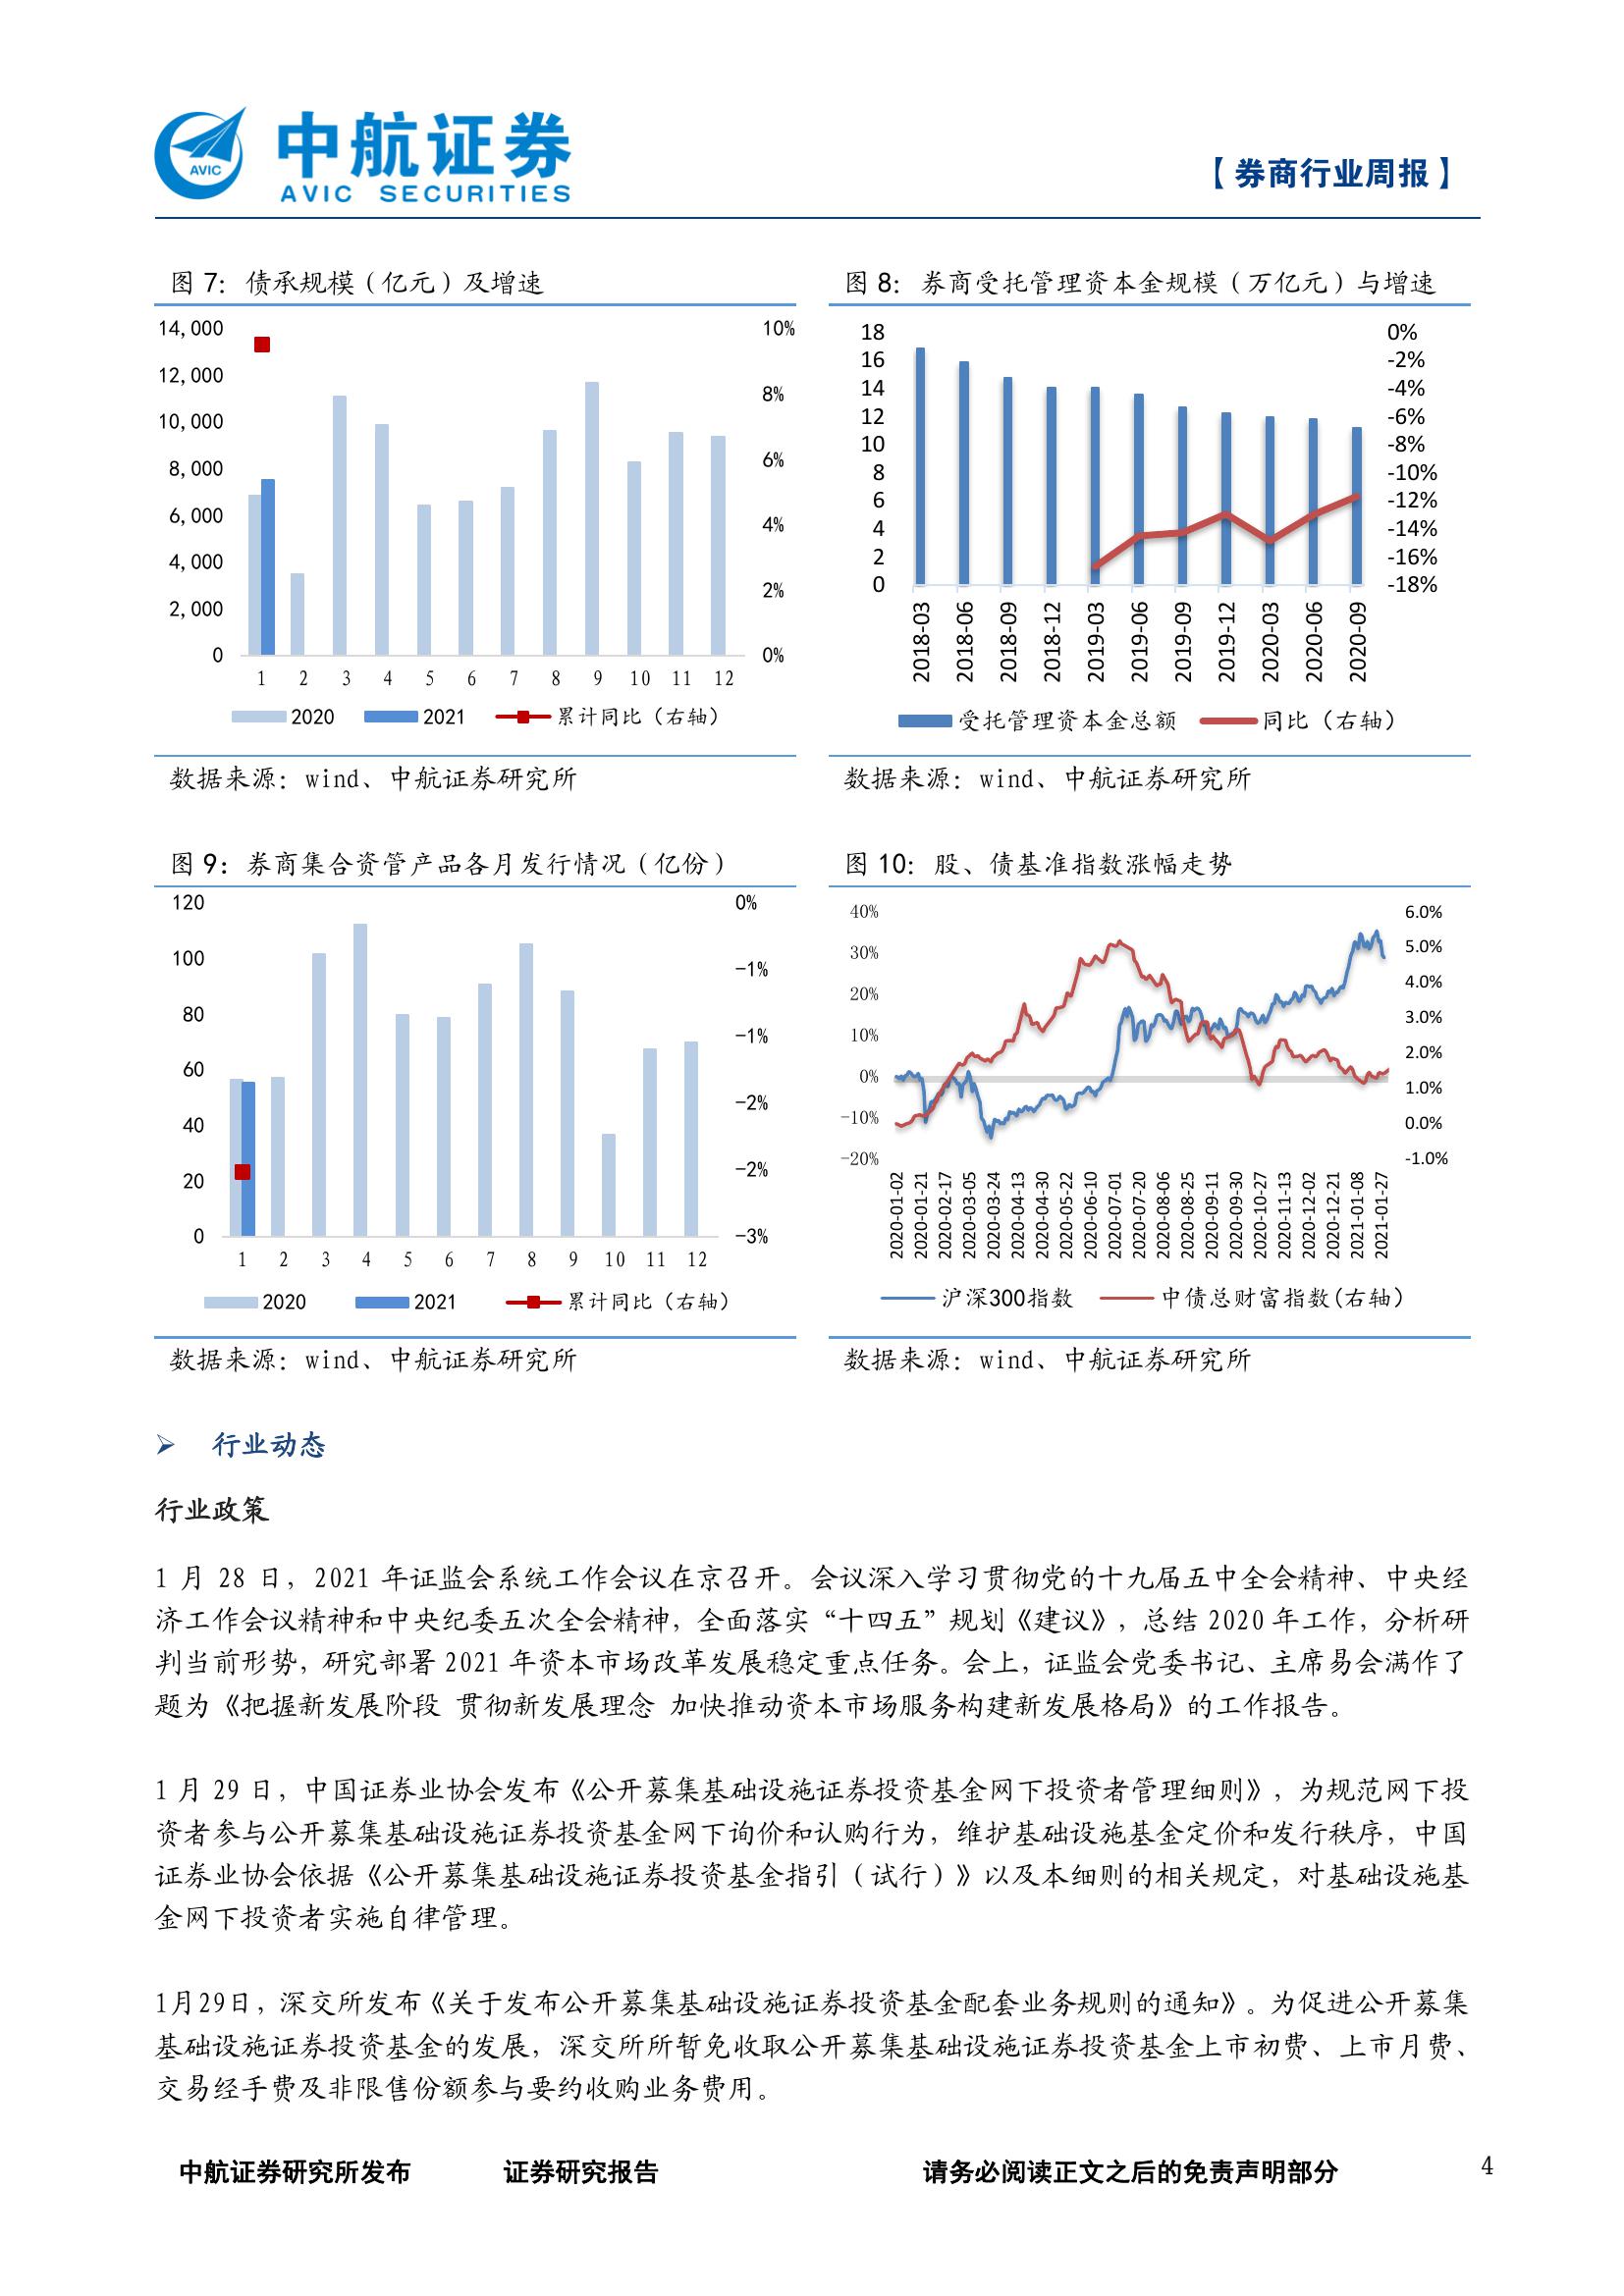 AVIC
中航证券
AVIC SECURITIES
【券商行业周报】
图 7：债承规模（亿元）及增速
14,000
12,000
10,000
8,000
6,000
4,000
2,000
0
10%
8%
6%
4%
2%
0%
1 2 3 4 5 6 7 8 9 10 11 12
2020 2021 累计同比（右轴）
数据来源：wind、中航证券研究所
图 8：券商受托管理资本金规模（万亿元）与增速
18
16
14
12
10
8
6
4
2
0
0%
-2%
-4%
-6%
-8%
-10%
-12%
-14%
-16%
-18%
2018-03
2018-06
2018-09
2018-12
2019-03
2019-06
2019-09
2019-12
2020-03
2020-06
2020-09
受托管理资本金总额 同比（右轴）
数据来源：wind、中航证券研究所
图 9：券商集合资管产品各月发行情况（亿份）
120
100
80
60
40
20
0
0%
-1%
-1%
-2%
-2%
-3%
1 2 3 4 5 6 7 8 9 10 11 12
2020 2021 累计同比（右轴）
数据来源：wind、中航证券研究所
图 10：股、债基准指数涨幅走势
40%
30%
20%
10%
0%
-10%
-20%
6.0%
5.0%
4.0%
3.0%
2.0%
1.0%
0.0%
-1.0%
2020-01-02
2020-01-21
2020-02-17
2020-03-05
2020-03-24
2020-04-13
2020-04-30
2020-05-22
2020-06-10
2020-07-01
2020-07-20
2020-08-06
2020-08-25
2020-09-11
2020-09-30
2020-10-27
2020-11-13
2020-12-02
2020-12-21
2021-01-08
2021-01-27
沪深300指数 中债总财富指数(右轴)
数据来源：wind、中航证券研究所
➢ 行业动态
行业政策
1 月 28 日，2021 年证监会系统工作会议在京召开。会议深入学习贯彻党的十九届五中全会精神、中央经
济工作会议精神和中央纪委五次全会精神，全面落实“十四五”规划《建议》，总结 2020 年工作，分析研
判当前形势，研究部署 2021 年资本市场改革发展稳定重点任务。会上，证监会党委书记、主席易会满作了
题为《把握新发展阶段 贯彻新发展理念 加快推动资本市场服务构建新发展格局》的工作报告。
1 月 29 日，中国证券业协会发布《公开募集基础设施证券投资基金网下投资者管理细则》，为规范网下投
资者参与公开募集基础设施证券投资基金网下询价和认购行为，维护基础设施基金定价和发行秩序，中国
证券业协会依据《公开募集基础设施证券投资基金指引（试行）》以及本细则的相关规定，对基础设施基
金网下投资者实施自律管理。
1月29日，深交所发布《关于发布公开募集基础设施证券投资基金配套业务规则的通知》。为促进公开募集
基础设施证券投资基金的发展，深交所所暂免收取公开募集基础设施证券投资基金上市初费、上市月费、
交易经手费及非限售份额参与要约收购业务费用。
中航证券研究所发布 证券研究报告 请务必阅读正文之后的免责声明部分 4